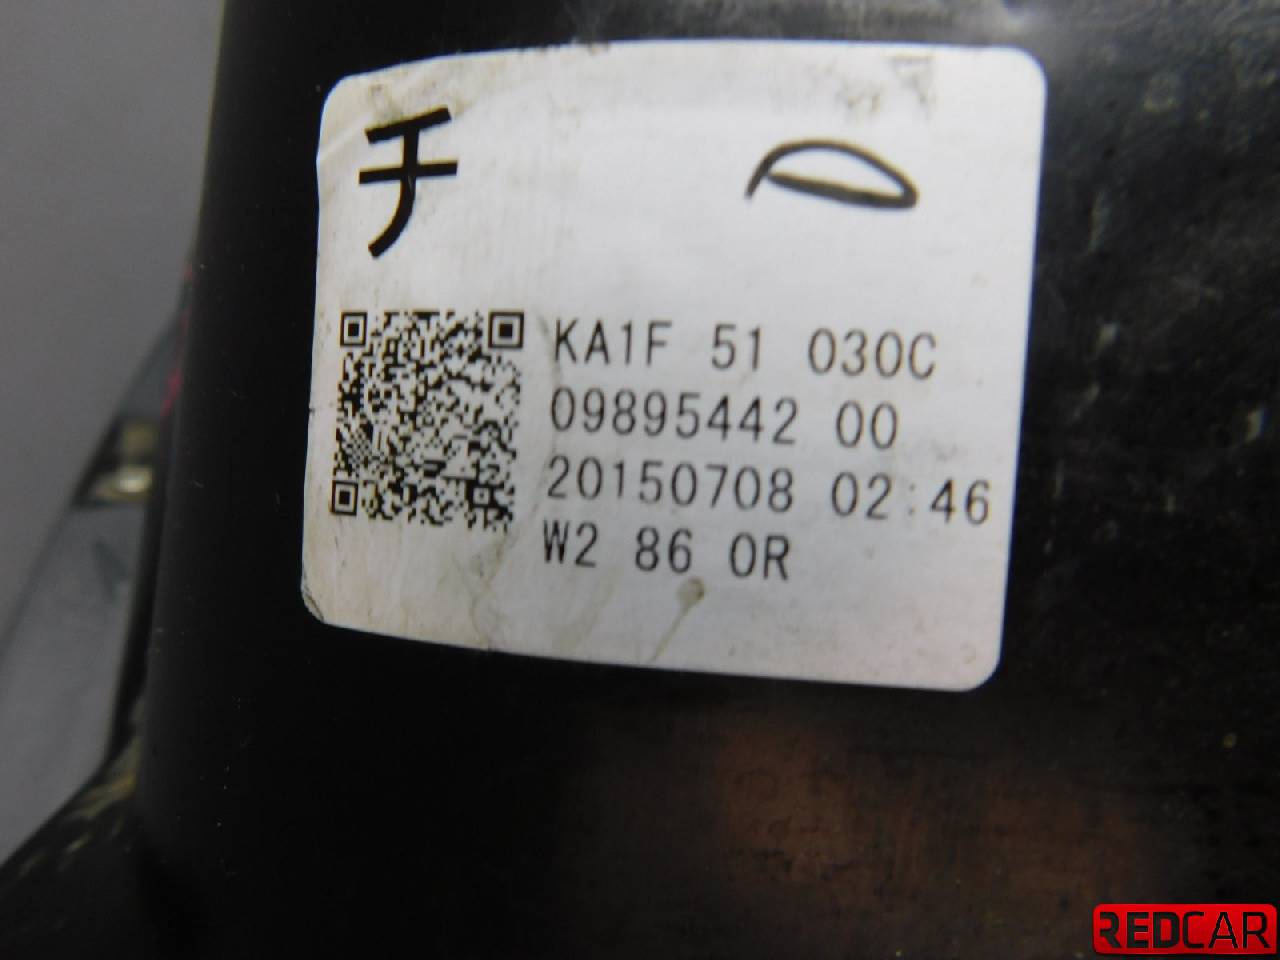 チ
KA1F 51 030C
09895442 00
20150708 02:46
W2 86 0R
REDCAR